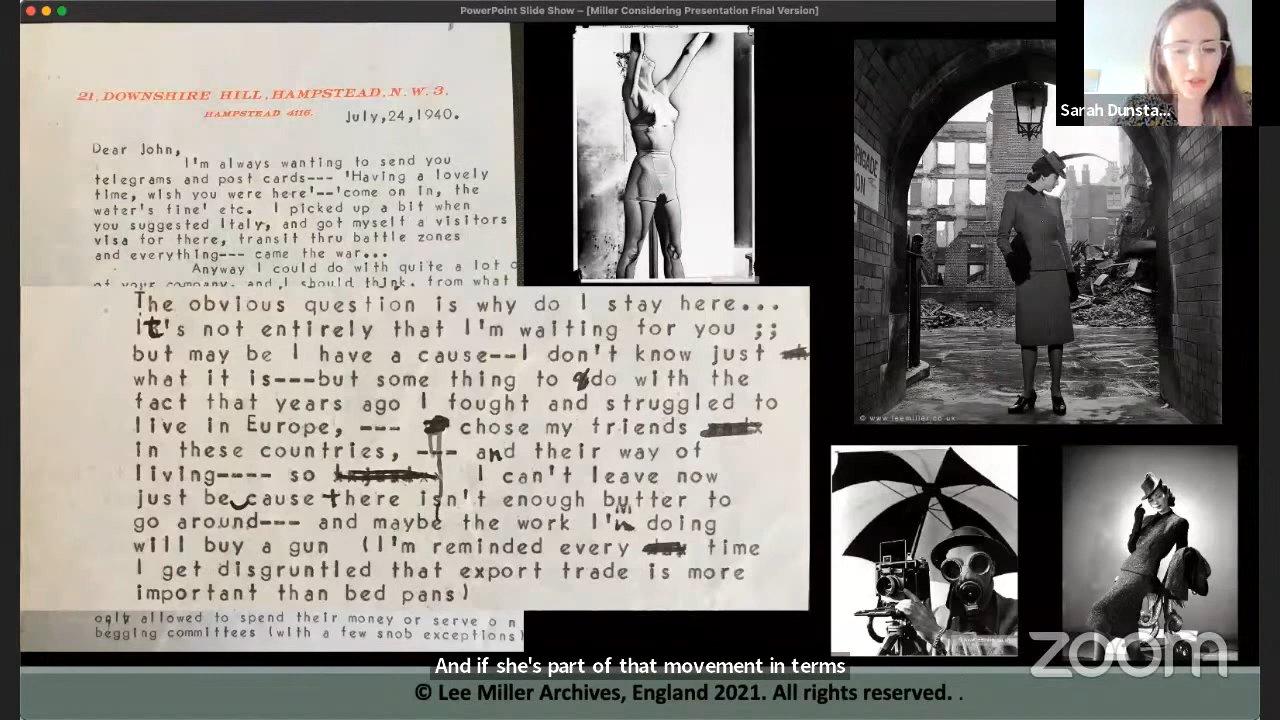 PowerPoint Slide Show – [Miller Considering Presentation Final Version]
Sarah Dunsta...
21, DOWNSHIRE HILL, HAMPSTEAD, N. W. 3.
HAMPSTEAD 4116.
July,24,1940.
Dear John,
I'm always wanting to send you
telegrams and post cards--- 'Having a lovely
time, wish you were here'--'come on in, the
water's fine' etc. I picked up a bit when
you suggested Italy, and got myself a visitors
visa for there, transit thru battle zones
and everything--- came the war...
Anyway I could do with quite a lot
of your company, and I should think, from what
The obvious question is why do I stay here...
It's not entirely that I'm waiting for you ;;
but may be I have a cause--I don't know just
what it is---but some thing to do with the
fact that years ago I fought and struggled to
live in Europe, --- chose my friends
in these countries, --- and their way of
living---- so I can't leave now
just because there isn't enough butter to
go around--- and maybe the work I'm doing
will buy a gun (I'm reminded every time
I get disgruntled that export trade is more
important than bed pans)
only allowed to spend their money or serve on
begging committees (with a few snob exceptions)
RIGADE
ON
© www.leemiller.co.uk
zoom
And if she's part of that movement in terms
© Lee Miller Archives, England 2021. All rights reserved. .